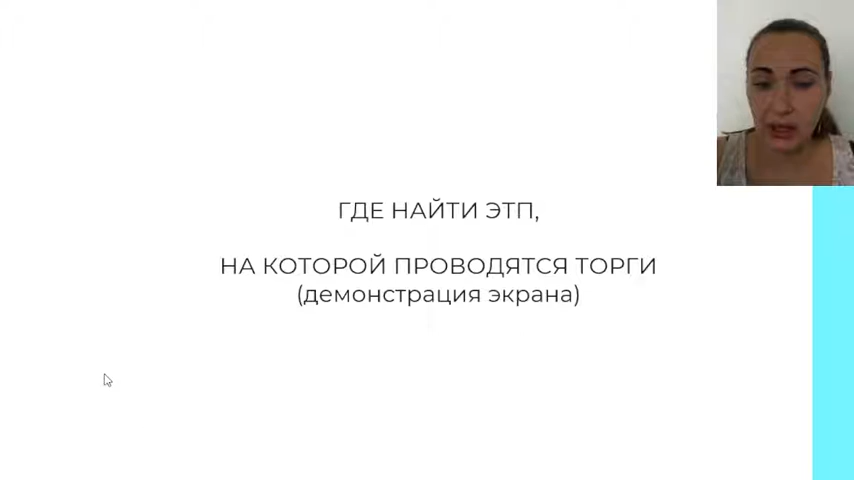 ГДЕ НАЙТИ ЭТП,
НА КОТОРОЙ ПРОВОДЯТСЯ ТОРГИ
(демонстрация экрана)